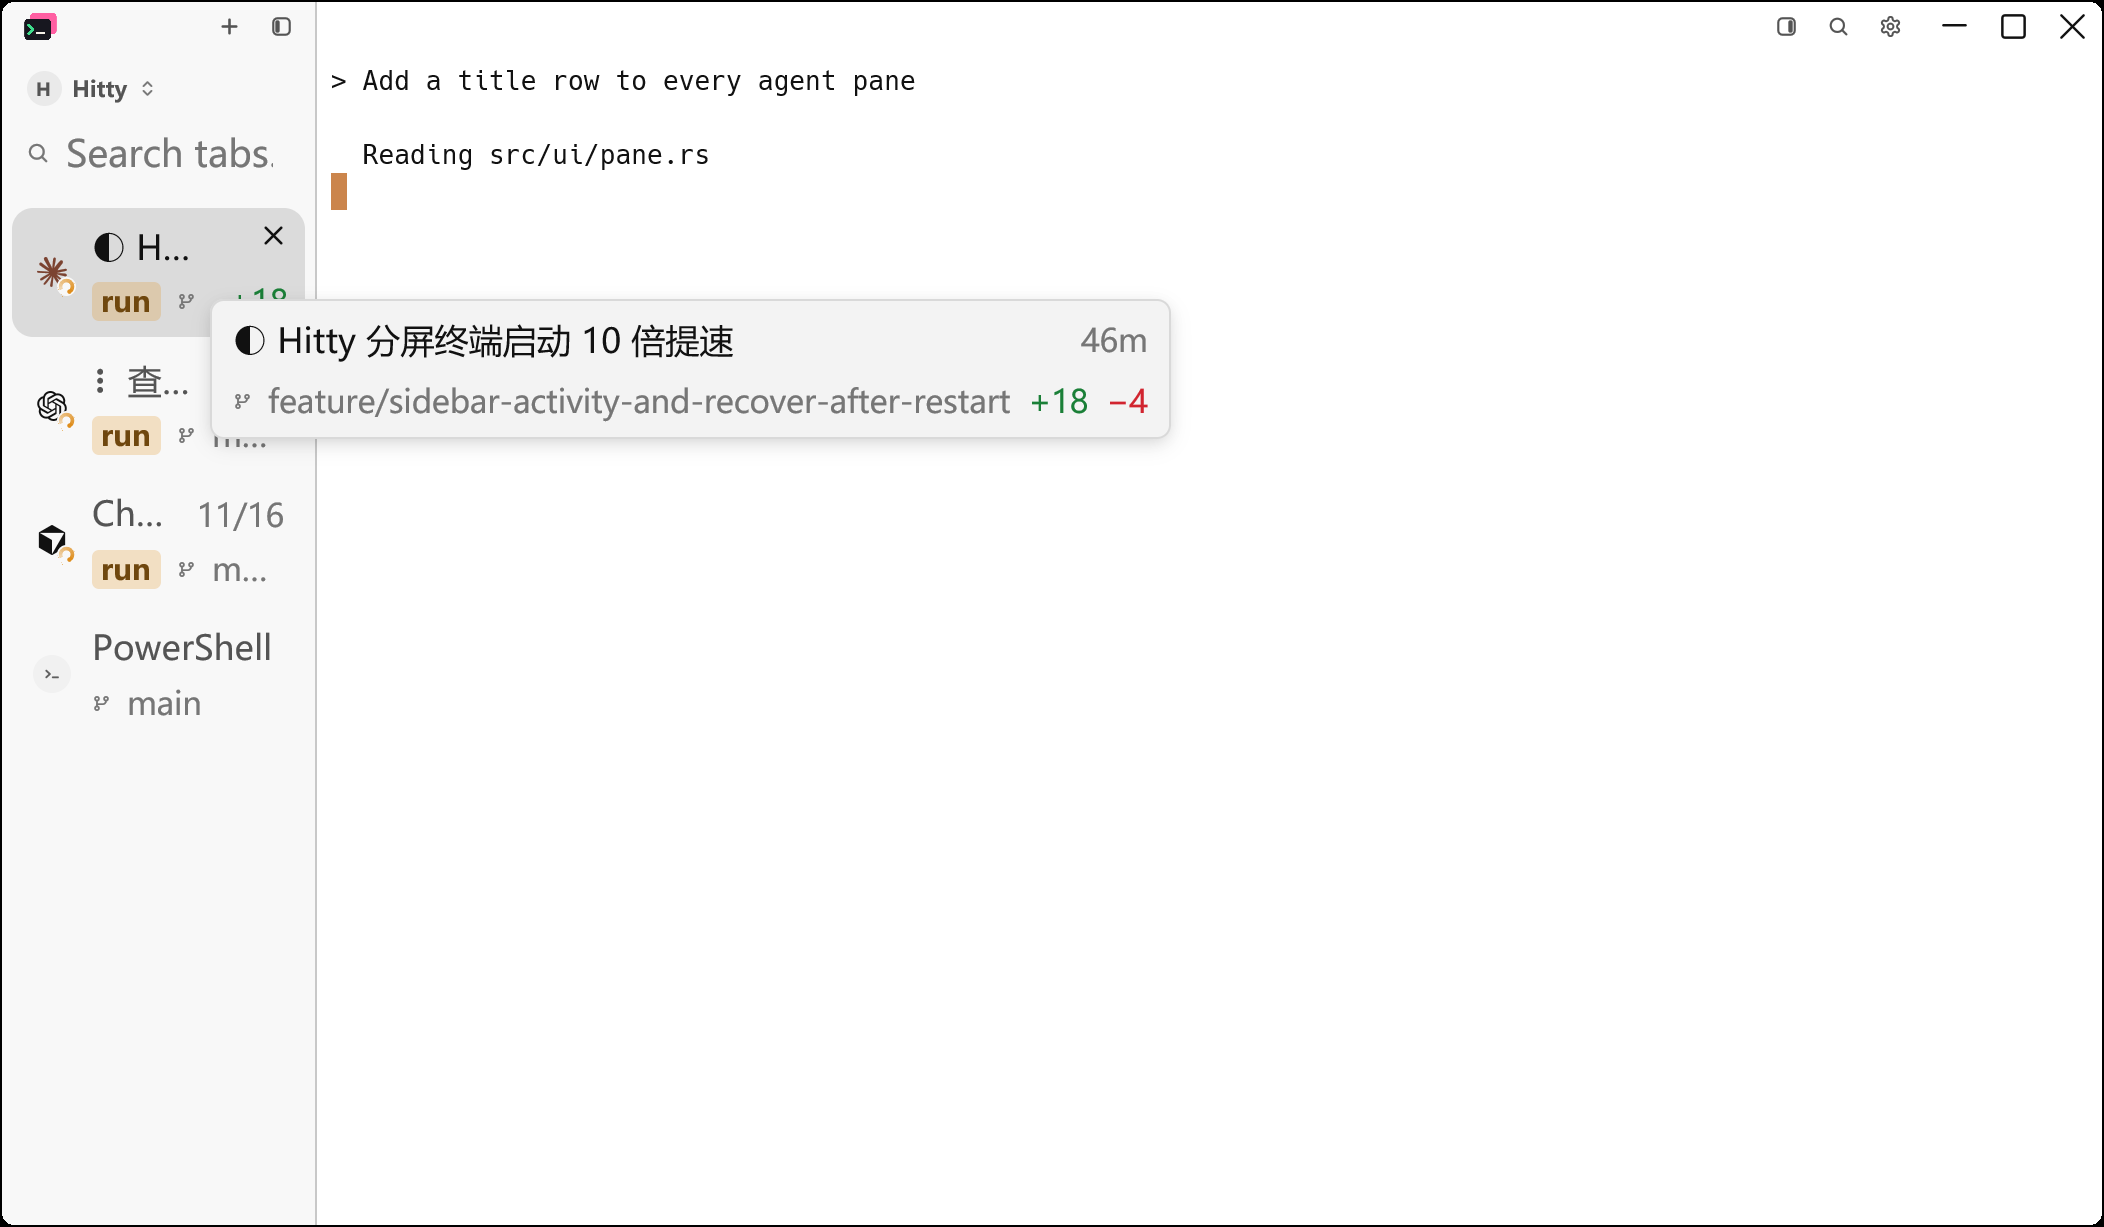 H Hitty
Search tabs.
◐ H...
run +18
⋮ 查...
run m...
Ch... 11/16
run m...
PowerShell
main
> Add a title row to every agent pane
Reading src/ui/pane.rs
◐ Hitty 分屏终端启动 10 倍提速 46m
feature/sidebar-activity-and-recover-after-restart +18 −4